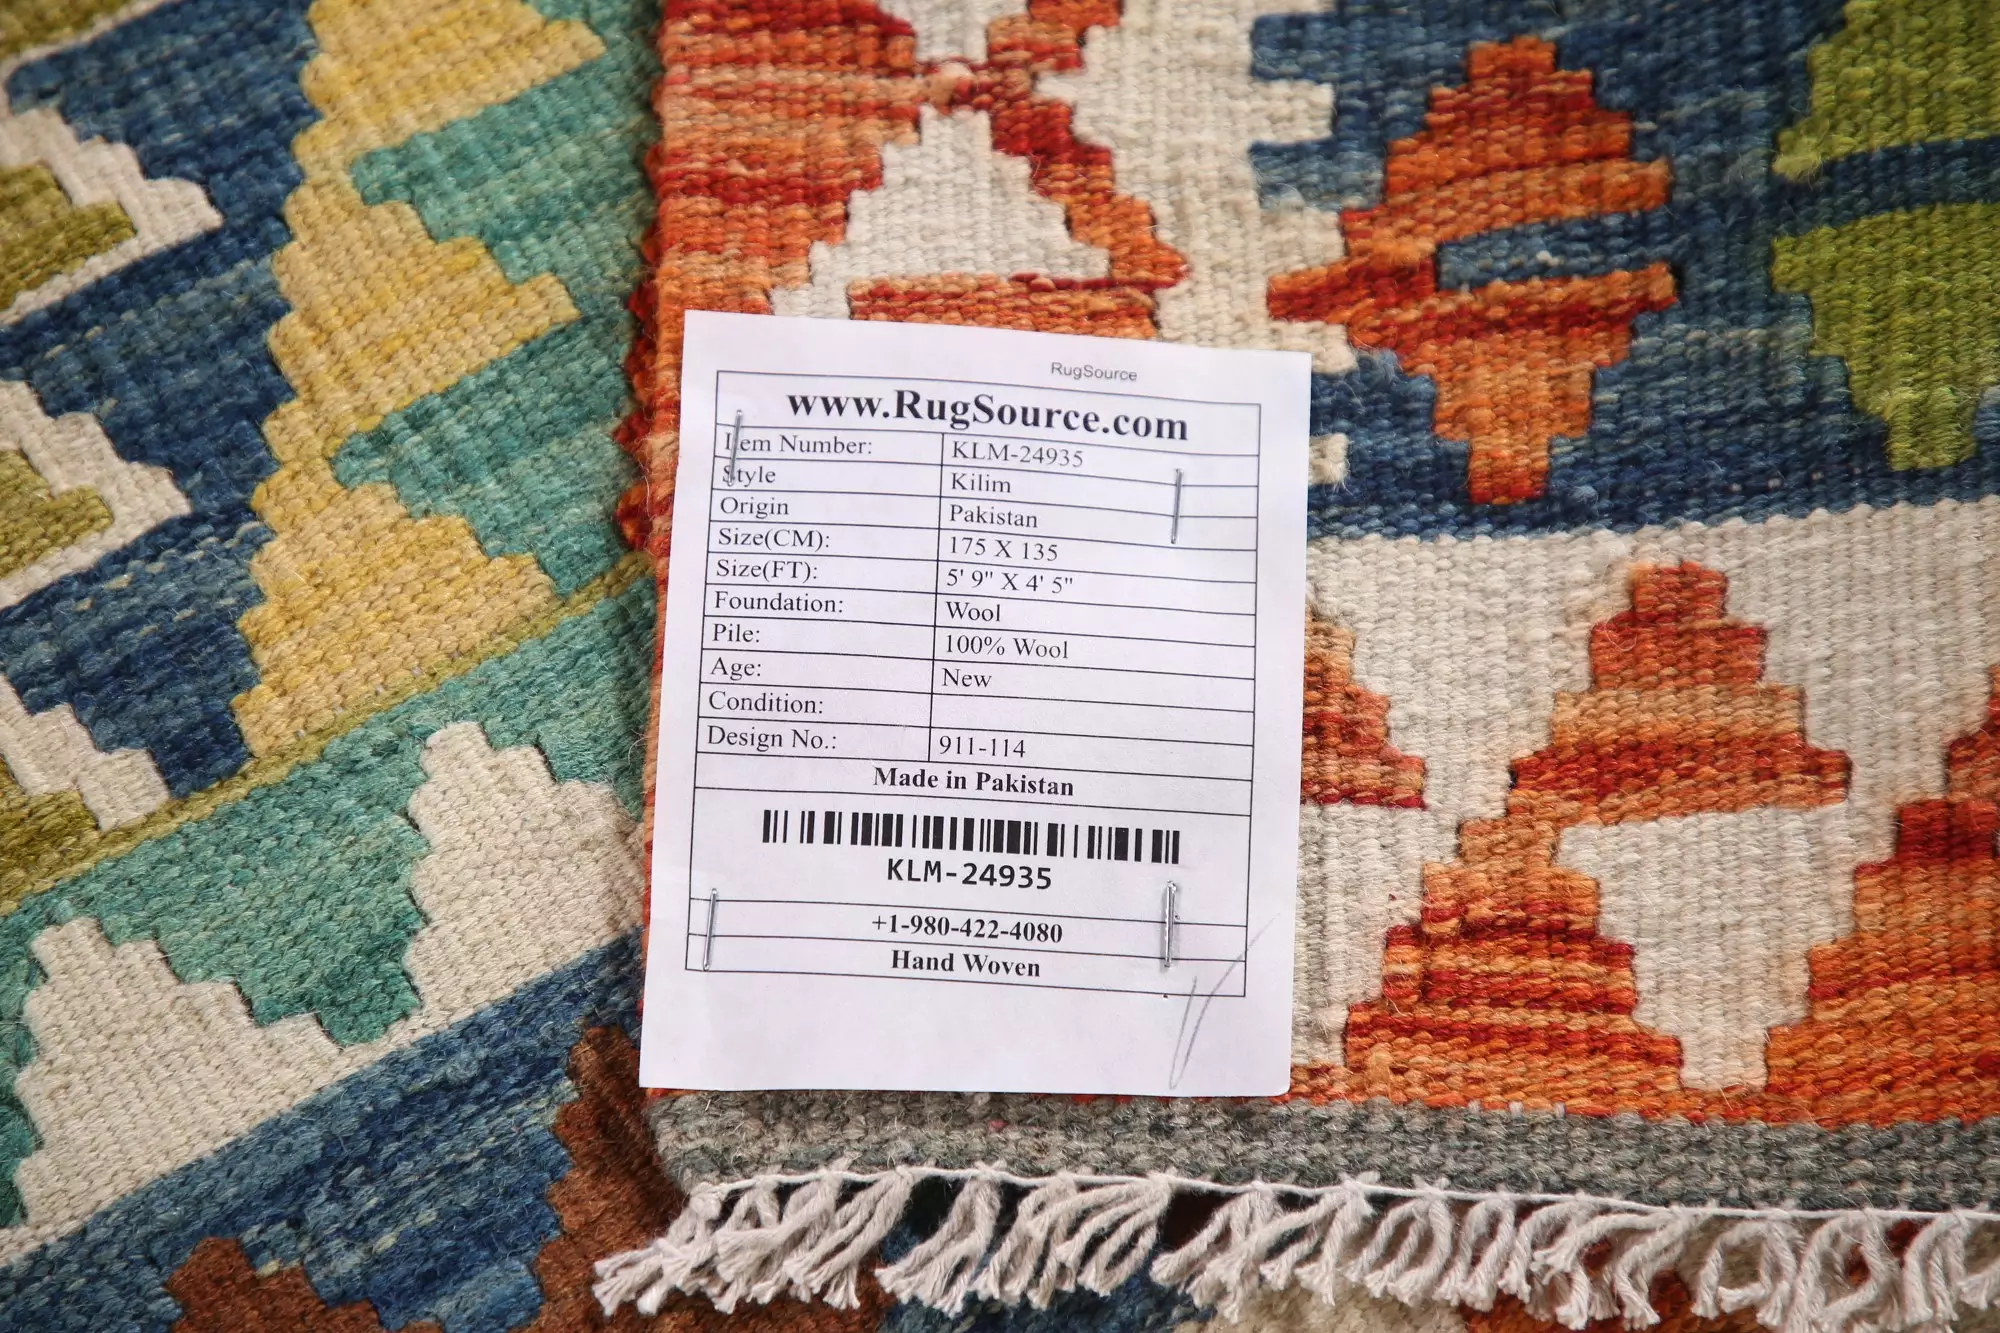 RugSource
www.RugSource.com
Item Number: KLM-24935
Style Kilim
Origin Pakistan
Size(CM): 175 X 135
Size(FT): 5' 9" X 4' 5"
Foundation: Wool
Pile: 100% Wool
Age: New
Condition:
Design No.: 911-114
Made in Pakistan
KLM-24935
+1-980-422-4080
Hand Woven